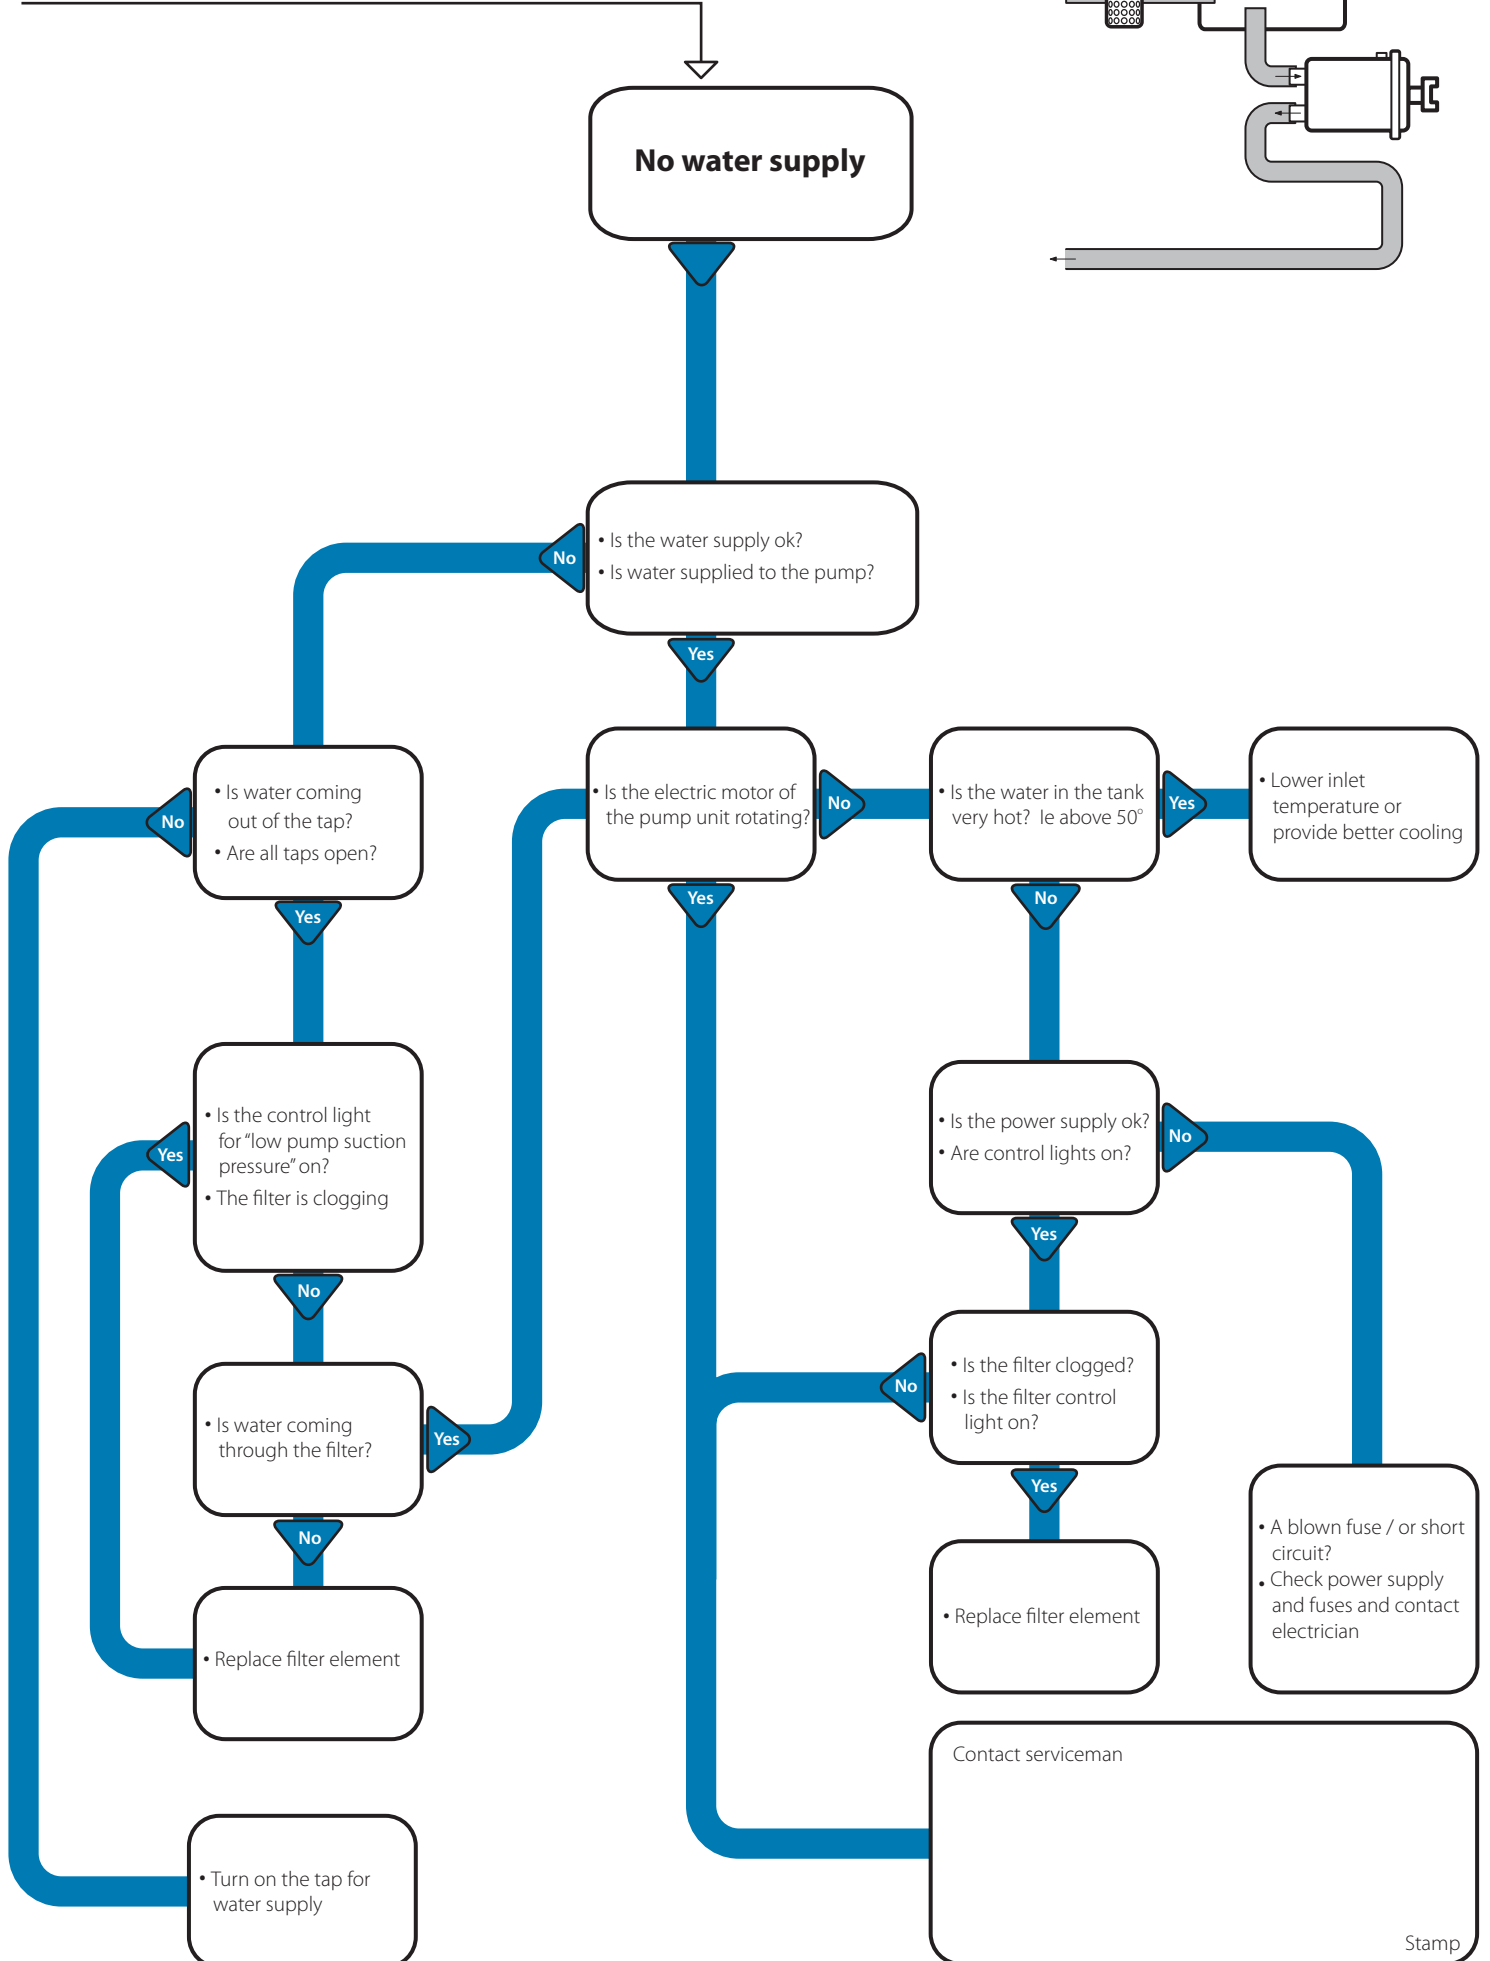 No water supply
• Is the water supply ok?
• Is water supplied to the pump?
No
Yes
• Is water coming
out of the tap?
• Are all taps open?
No
Yes
• Is the electric motor of
the pump unit rotating?
No
Yes
• Is the water in the tank
very hot? Ie above 50°
Yes
No
• Lower inlet
temperature or
provide better cooling
• Is the control light
for "low pump suction
pressure" on?
• The filter is clogging
Yes
No
• Is the power supply ok?
• Are control lights on?
No
Yes
• Is water coming
through the filter?
Yes
No
• Is the filter clogged?
• Is the filter control
light on?
No
Yes
• Replace filter element
• Replace filter element
• A blown fuse / or short
circuit?
• Check power supply
and fuses and contact
electrician
• Turn on the tap for
water supply
Contact serviceman
Stamp